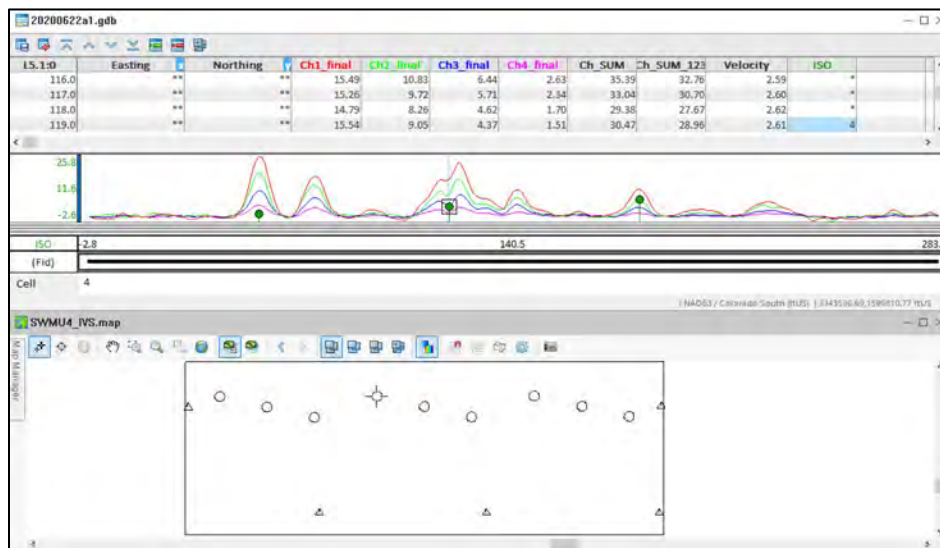 20200622a1.gdb
L5.1:0 Easting Northing Ch1_final Ch2_final Ch3_final Ch4_final Ch_SUM Ch_SUM_123 Velocity ISO
116.0 ** ** 15.49 10.83 6.44 2.63 35.39 32.76 2.59 *
117.0 ** ** 15.26 9.72 5.71 2.34 33.04 30.70 2.60 *
118.0 ** ** 14.79 8.26 4.62 1.70 29.38 27.67 2.62 *
119.0 ** ** 15.54 9.05 4.37 1.51 30.47 28.96 2.61 4
25.8
11.6
-2.6
ISO -2.8 140.5 283.
(Fid)
Cell 4
NAD83 / Colorado South (ftUS)
SWMU4_IVS.map
Map Manager